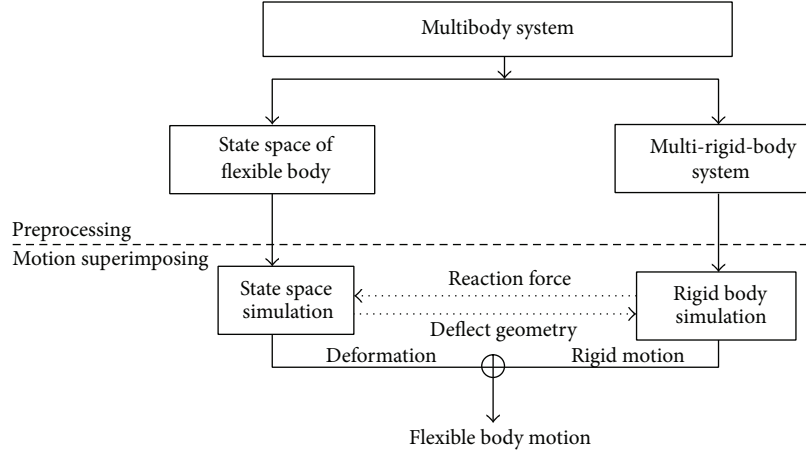 Multibody system
State space of
flexible body
Multi-rigid-body
system
Preprocessing
Motion superimposing
State space
simulation
Reaction force
Deflect geometry
Rigid body
simulation
Deformation
Rigid motion
Flexible body motion